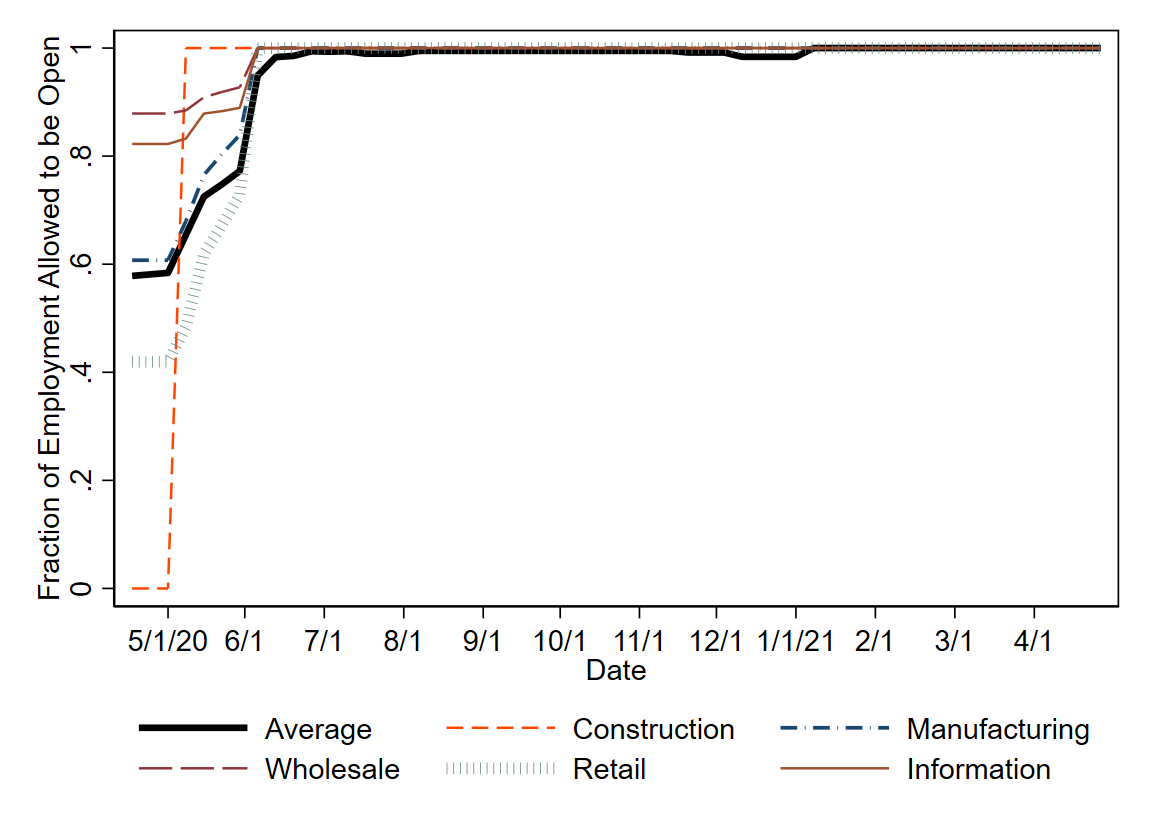 Fraction of Employment Allowed to be Open
1
.8
.6
.4
.2
0
5/1/20 6/1 7/1 8/1 9/1 10/1 11/1 12/1 1/1/21 2/1 3/1 4/1
Date
Average Construction Manufacturing
Wholesale Retail Information